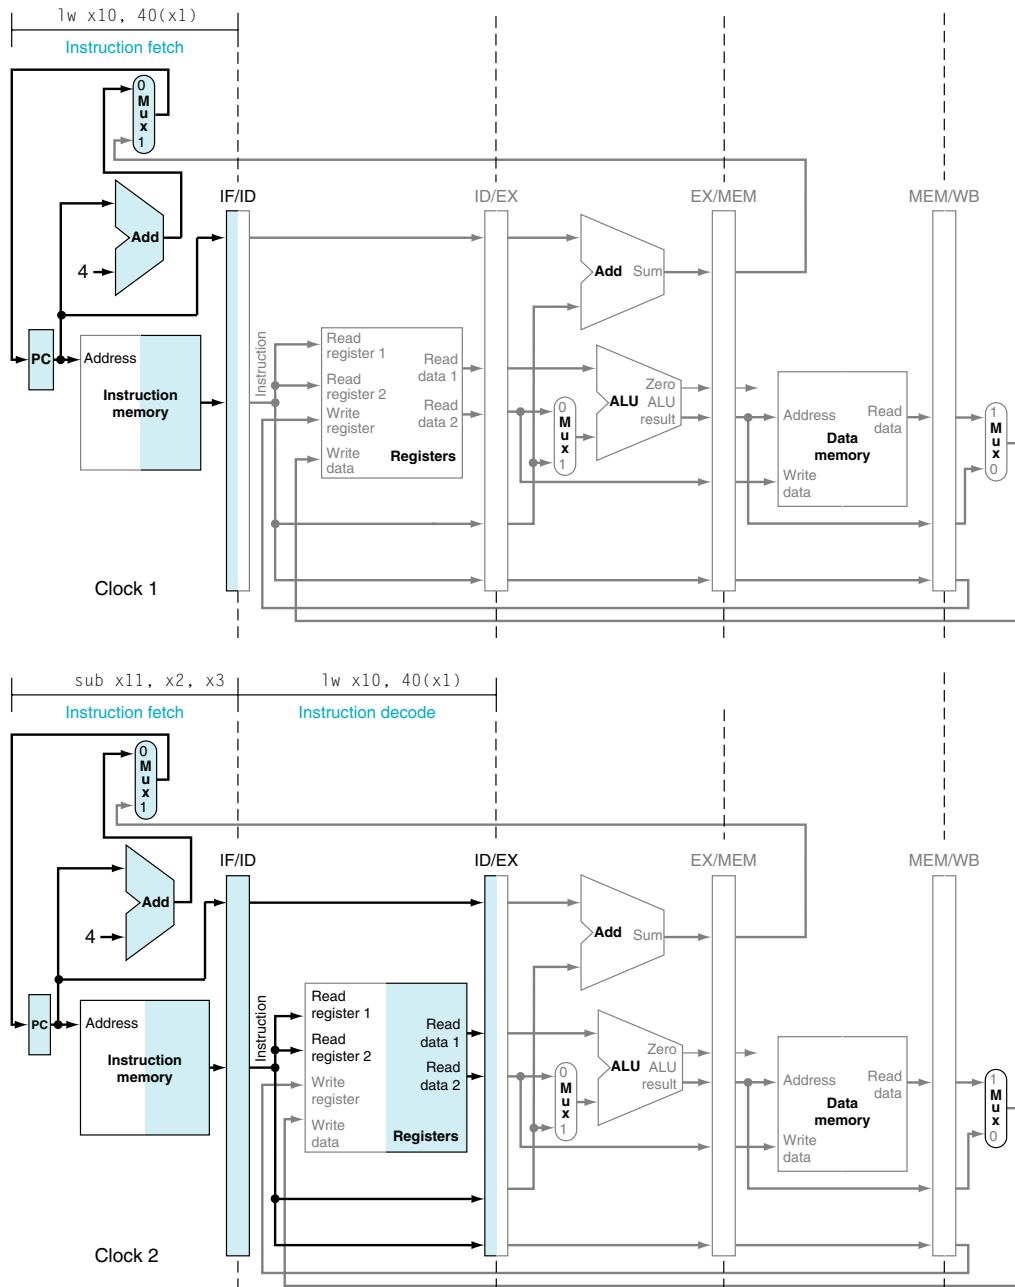 lw x10, 40(x1)
Instruction fetch
0
M
u
x
1
IF/ID
ID/EX
EX/MEM
MEM/WB
Add
4
Add Sum
PC
Address
Instruction
memory
Instruction
Read
register 1
Read
register 2
Write
register
Write
data
Read
data 1
Read
data 2
Registers
0
M
u
x
1
Zero
ALU
ALU
result
Address
Read
data
Data
memory
Write
data
1
M
u
x
0
Clock 1
sub x11, x2, x3
lw x10, 40(x1)
Instruction fetch
Instruction decode
0
M
u
x
1
IF/ID
ID/EX
EX/MEM
MEM/WB
Add
4
Add Sum
PC
Address
Instruction
memory
Instruction
Read
register 1
Read
register 2
Write
register
Write
data
Read
data 1
Read
data 2
Registers
0
M
u
x
1
Zero
ALU
ALU
result
Address
Read
data
Data
memory
Write
data
1
M
u
x
0
Clock 2